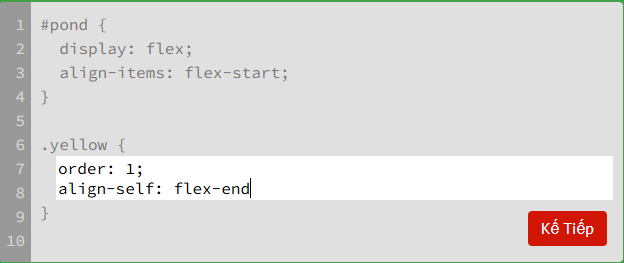 1 #pond {
2 display: flex;
3 align-items: flex-start;
4 }
5
6 .yellow {
7 order: 1;
8 align-self: flex-end
9 }
10
Kế Tiếp